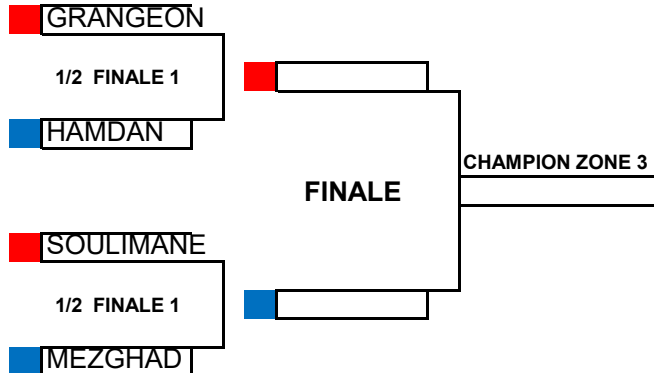 GRANGEON
1/2 FINALE 1
HAMDAN
CHAMPION ZONE 3
FINALE
SOULIMANE
1/2 FINALE 1
MEZGHAD